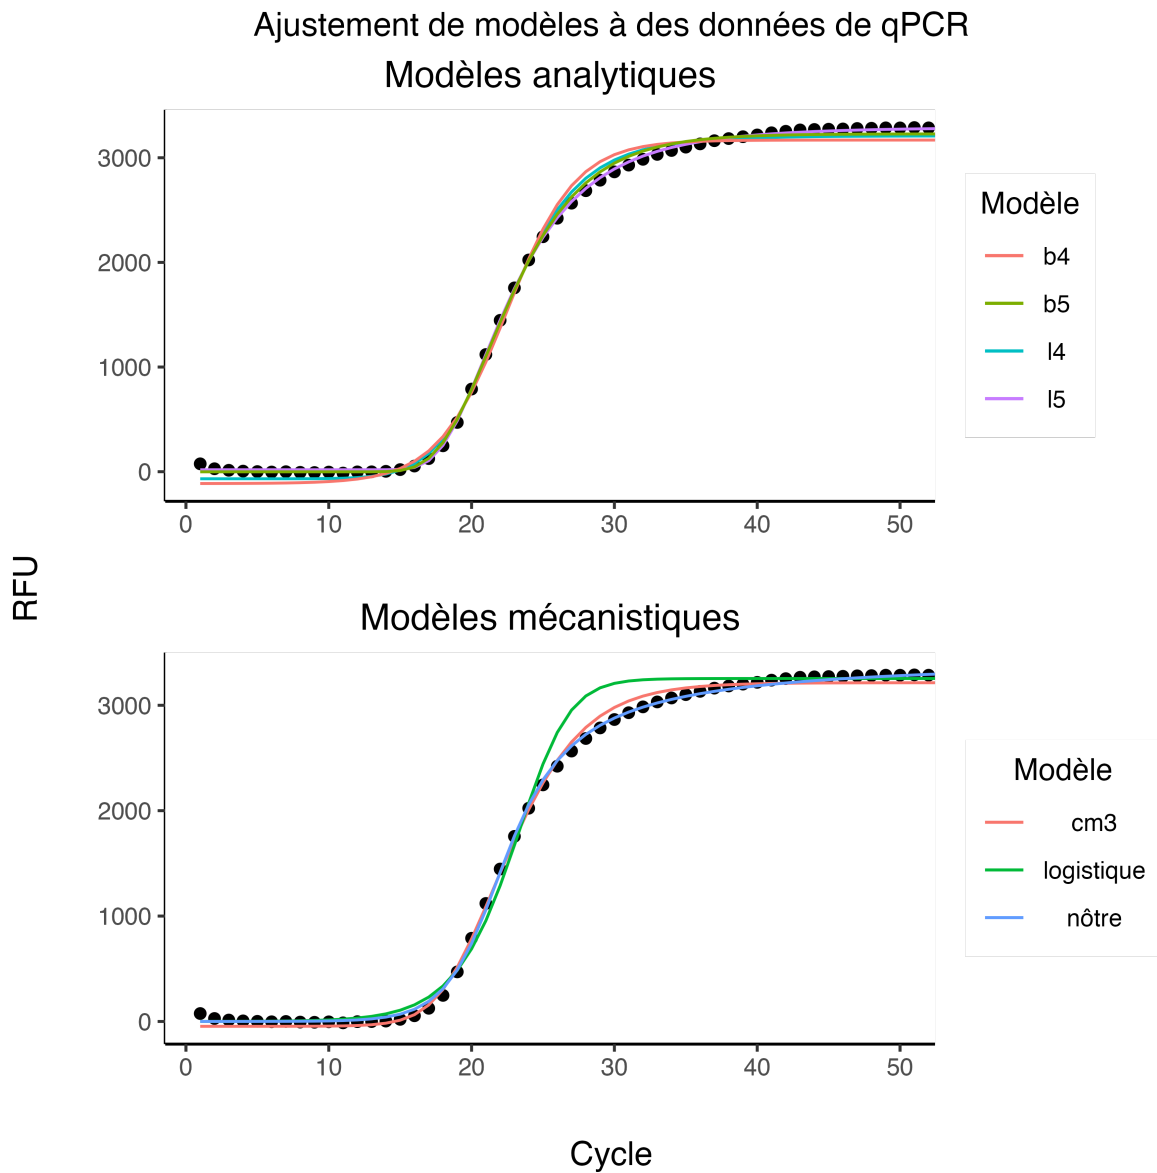 Ajustement de modèles à des données de qPCR
Modèles analytiques
3000
2000
1000
0
0 10 20 30 40 50
Modèle
b4
b5
l4
l5
RFU
Modèles mécanistiques
3000
2000
1000
0
0 10 20 30 40 50
Modèle
cm3
logistique
nôtre
Cycle